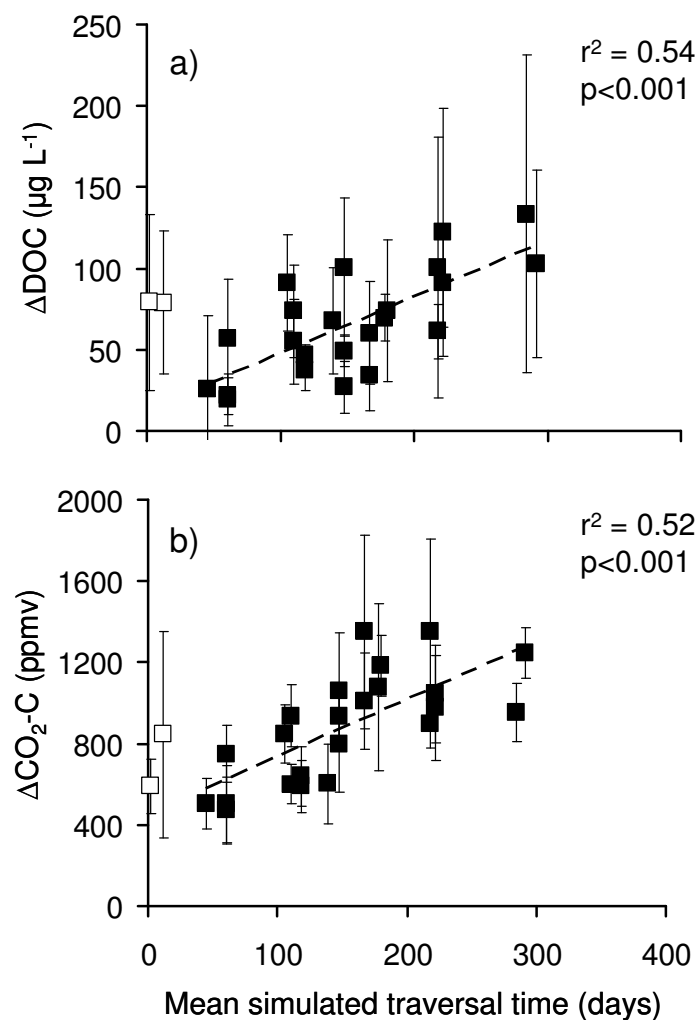 250
200
150
100
50
0
ΔDOC (µg L⁻¹)
a)
r² = 0.54
p<0.001
2000
1600
1200
800
400
0
ΔCO₂-C (ppmv)
b)
r² = 0.52
p<0.001
0 100 200 300 400
Mean simulated traversal time (days)